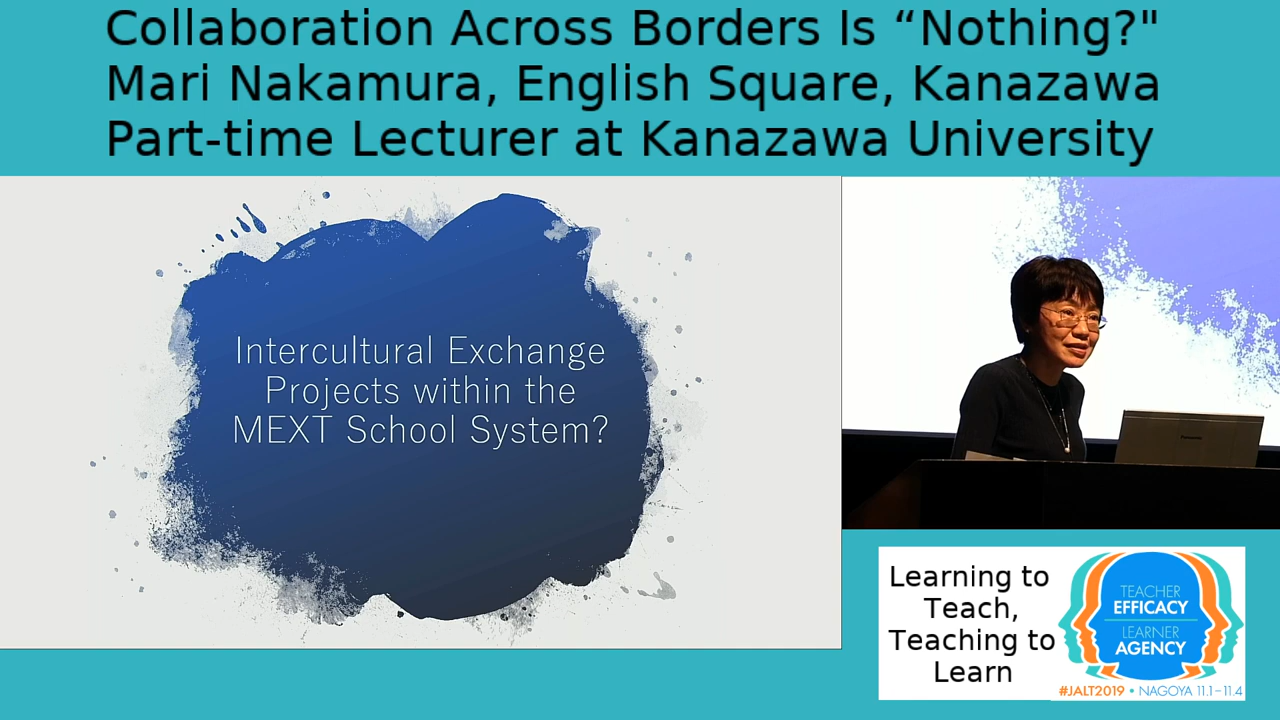 Collaboration Across Borders Is “Nothing?"
Mari Nakamura, English Square, Kanazawa
Part-time Lecturer at Kanazawa University
Intercultural Exchange
Projects within the
MEXT School System?
Panasonic
Learning to
Teach,
Teaching to
Learn
TEACHER
EFFICACY
LEARNER
AGENCY
#JALT2019 • NAGOYA 11.1–11.4